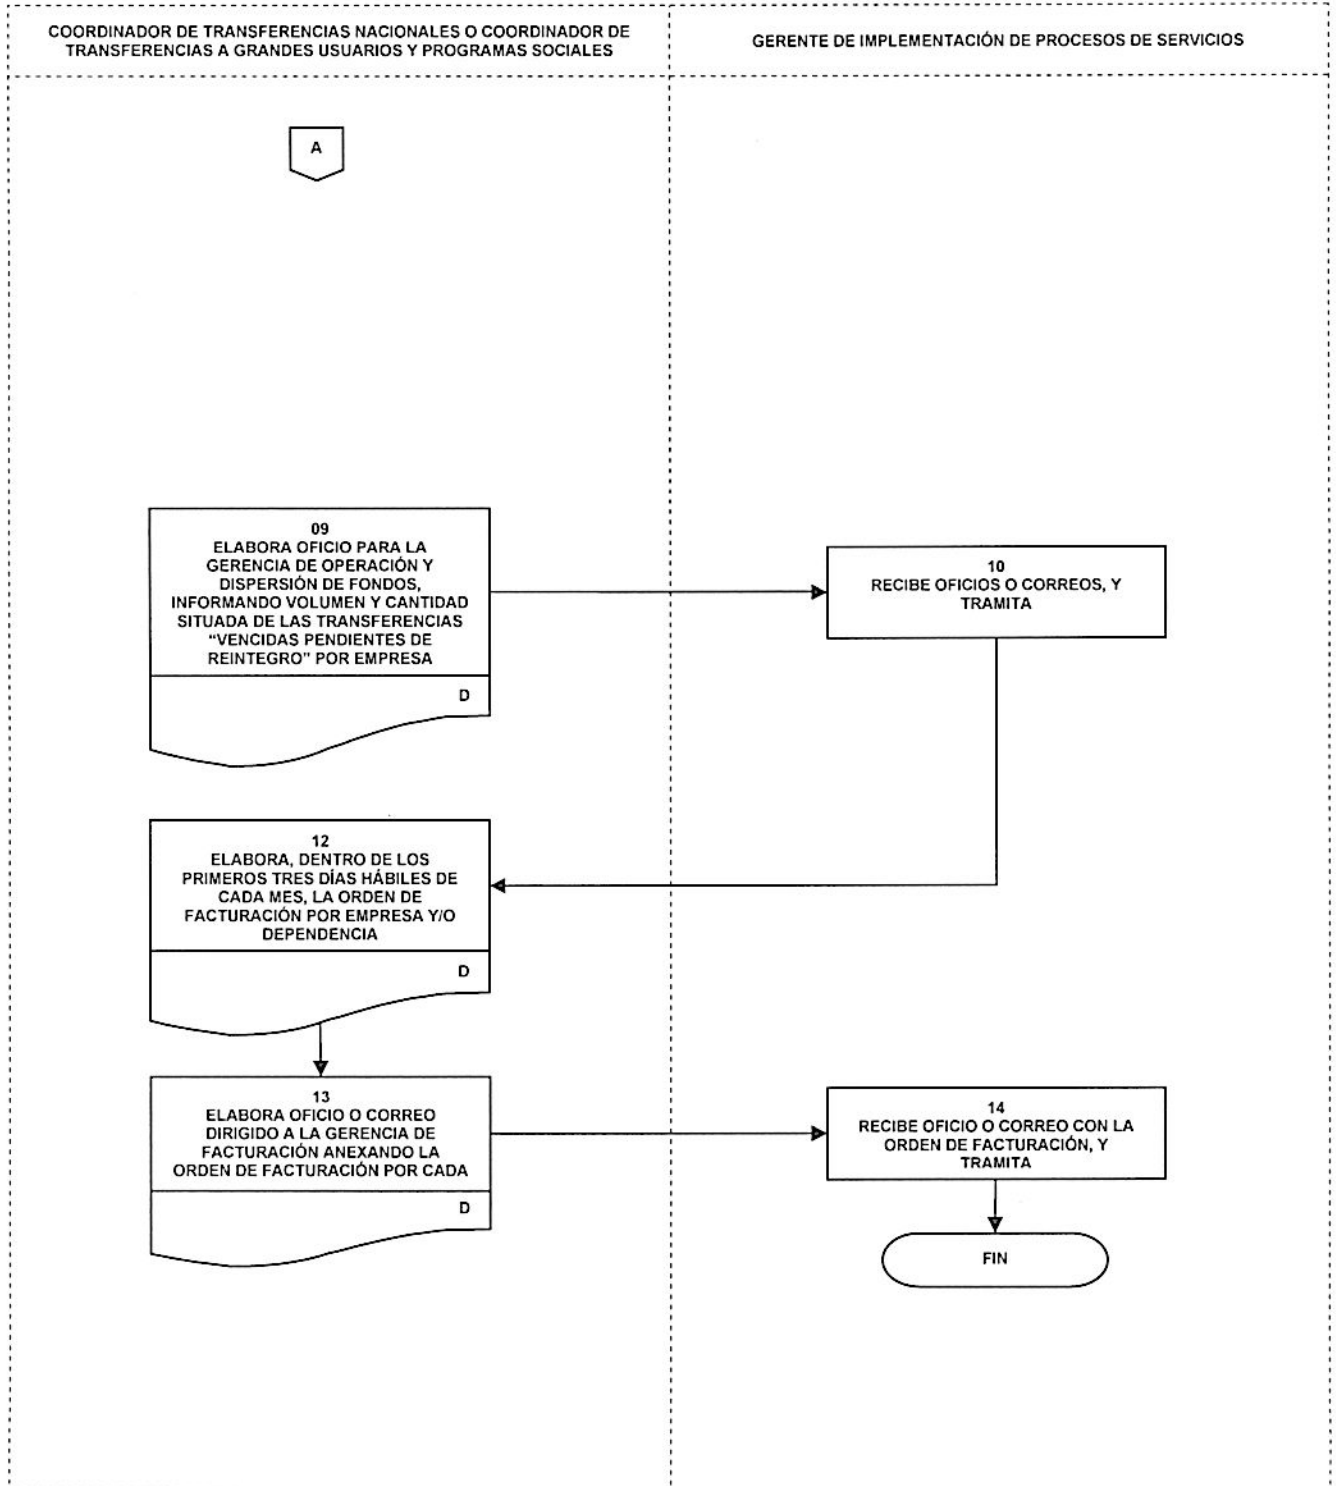 COORDINADOR DE TRANSFERENCIAS NACIONALES O COORDINADOR DE
TRANSFERENCIAS A GRANDES USUARIOS Y PROGRAMAS SOCIALES
GERENTE DE IMPLEMENTACIÓN DE PROCESOS DE SERVICIOS
A
09
ELABORA OFICIO PARA LA
GERENCIA DE OPERACIÓN Y
DISPERSIÓN DE FONDOS,
INFORMANDO VOLUMEN Y CANTIDAD
SITUADA DE LAS TRANSFERENCIAS
“VENCIDAS PENDIENTES DE
REINTEGRO” POR EMPRESA
D
10
RECIBE OFICIOS O CORREOS, Y
TRAMITA
12
ELABORA, DENTRO DE LOS
PRIMEROS TRES DÍAS HÁBILES DE
CADA MES, LA ORDEN DE
FACTURACIÓN POR EMPRESA Y/O
DEPENDENCIA
D
13
ELABORA OFICIO O CORREO
DIRIGIDO A LA GERENCIA DE
FACTURACIÓN ANEXANDO LA
ORDEN DE FACTURACIÓN POR CADA
D
14
RECIBE OFICIO O CORREO CON LA
ORDEN DE FACTURACIÓN, Y
TRAMITA
FIN